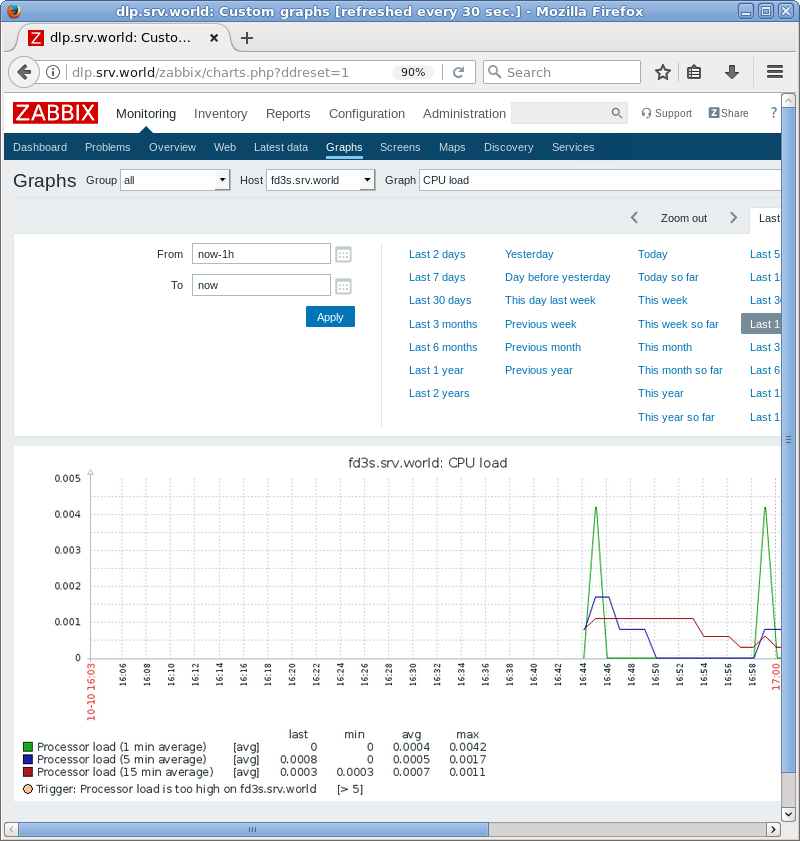 dlp.srv.world: Custom graphs [refreshed every 30 sec.] - Mozilla Firefox
Z dlp.srv.world: Custo... × +
dlp.srv.world/zabbix/charts.php?ddreset=1 90% Search
ZABBIX Monitoring Inventory Reports Configuration Administration Support Z Share ?
Dashboard Problems Overview Web Latest data Graphs Screens Maps Discovery Services
Graphs Group all Host fd3s.srv.world Graph CPU load
Zoom out Last
From now-1h
To now
Apply
Last 2 days Yesterday Today Last 5
Last 7 days Day before yesterday Today so far Last 1
Last 30 days This day last week This week Last 3
Last 3 months Previous week This week so far Last 1
Last 6 months Previous month This month Last 3
Last 1 year Previous year This month so far Last 6
Last 2 years This year Last 1
This year so far Last 1
fd3s.srv.world: CPU load
0.005
0.004
0.003
0.002
0.001
0
10-10 16:03 16:06 16:08 16:10 16:12 16:14 16:16 16:18 16:20 16:22 16:24 16:26 16:28 16:30 16:32 16:34 16:36 16:38 16:40 16:42 16:44 16:46 16:48 16:50 16:52 16:54 16:56 16:58 17:00
last min avg max
Processor load (1 min average) [avg] 0 0 0.0004 0.0042
Processor load (5 min average) [avg] 0.0008 0 0.0005 0.0017
Processor load (15 min average) [avg] 0.0003 0.0003 0.0007 0.0011
Trigger: Processor load is too high on fd3s.srv.world [> 5]